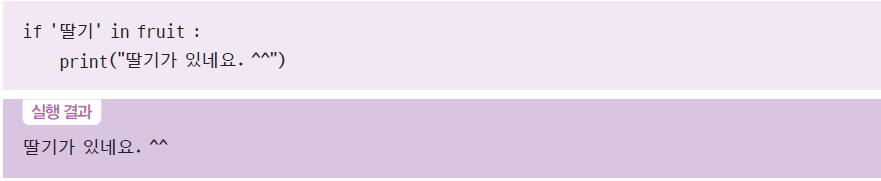 if '딸기' in fruit :
    print("딸기가 있네요. ^^")
실행 결과
딸기가 있네요. ^^